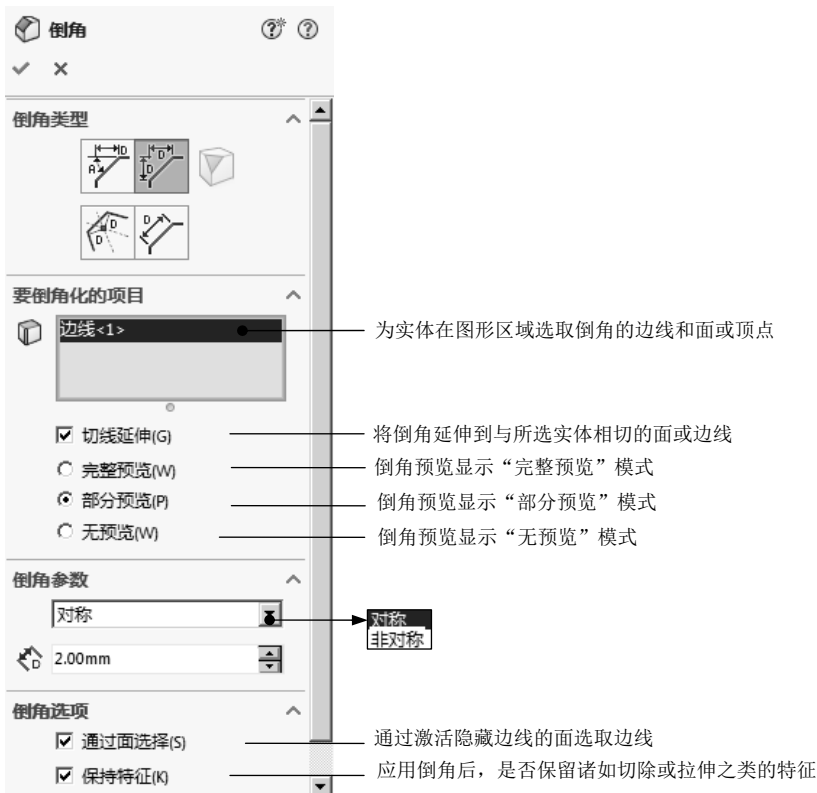 倒角
倒角类型
D
A
D
D
D
D
D
要倒角化的项目
边线<1>
为实体在图形区域选取倒角的边线和面或顶点
切线延伸(G)
将倒角延伸到与所选实体相切的面或边线
完整预览(W)
倒角预览显示“完整预览”模式
部分预览(P)
倒角预览显示“部分预览”模式
无预览(W)
倒角预览显示“无预览”模式
倒角参数
对称
对称
非对称
D
2.00mm
倒角选项
通过面选择(S)
通过激活隐藏边线的面选取边线
保持特征(K)
应用倒角后，是否保留诸如切除或拉伸之类的特征